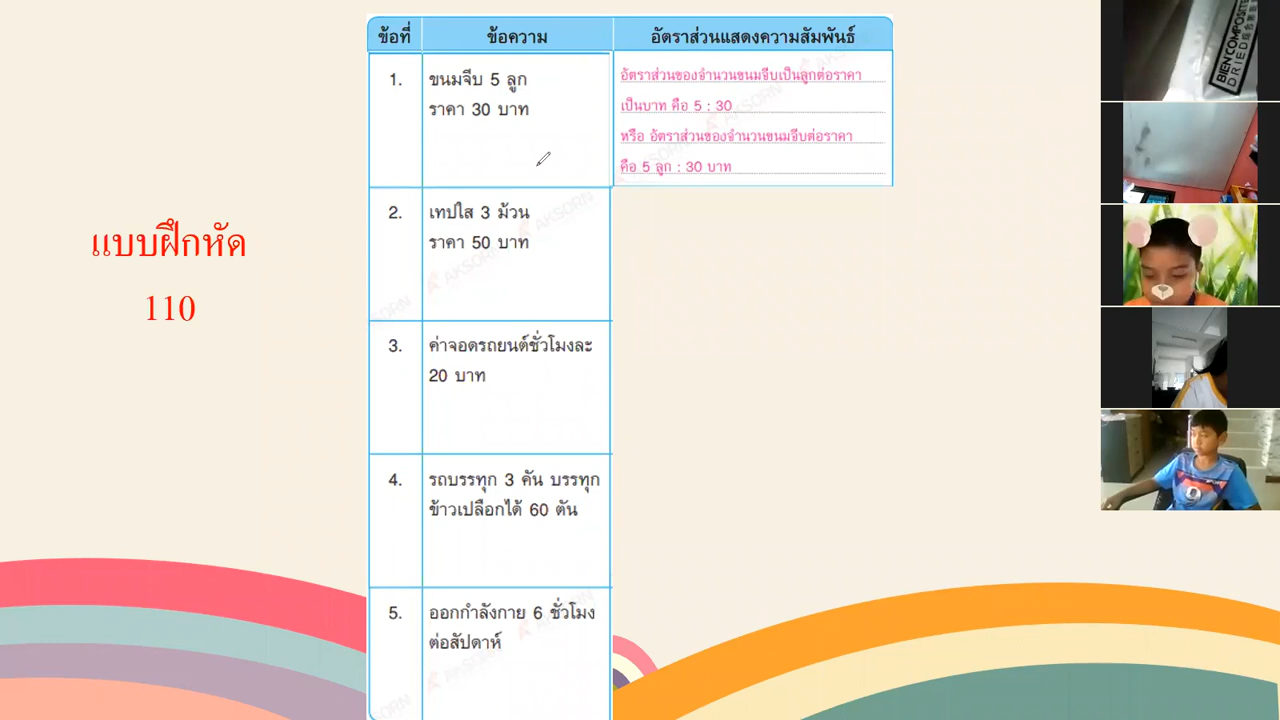 แบบฝึกหัด
110
ข้อที่ ข้อความ อัตราส่วนแสดงความสัมพันธ์
1. ขนมจีบ 5 ลูก
ราคา 30 บาท
อัตราส่วนของจำนวนขนมจีบเป็นลูกต่อราคา
เป็นบาท คือ 5 : 30
หรือ อัตราส่วนของจำนวนขนมจีบต่อราคา
คือ 5 ลูก : 30 บาท
2. เทปใส 3 ม้วน
ราคา 50 บาท
3. ค่าจอดรถยนต์ชั่วโมงละ
20 บาท
4. รถบรรทุก 3 คัน บรรทุก
ข้าวเปลือกได้ 60 ตัน
5. ออกกำลังกาย 6 ชั่วโมง
ต่อสัปดาห์
AKSORN
AKSORN
AKSORN
BIEN COMPOSITE
DRIED